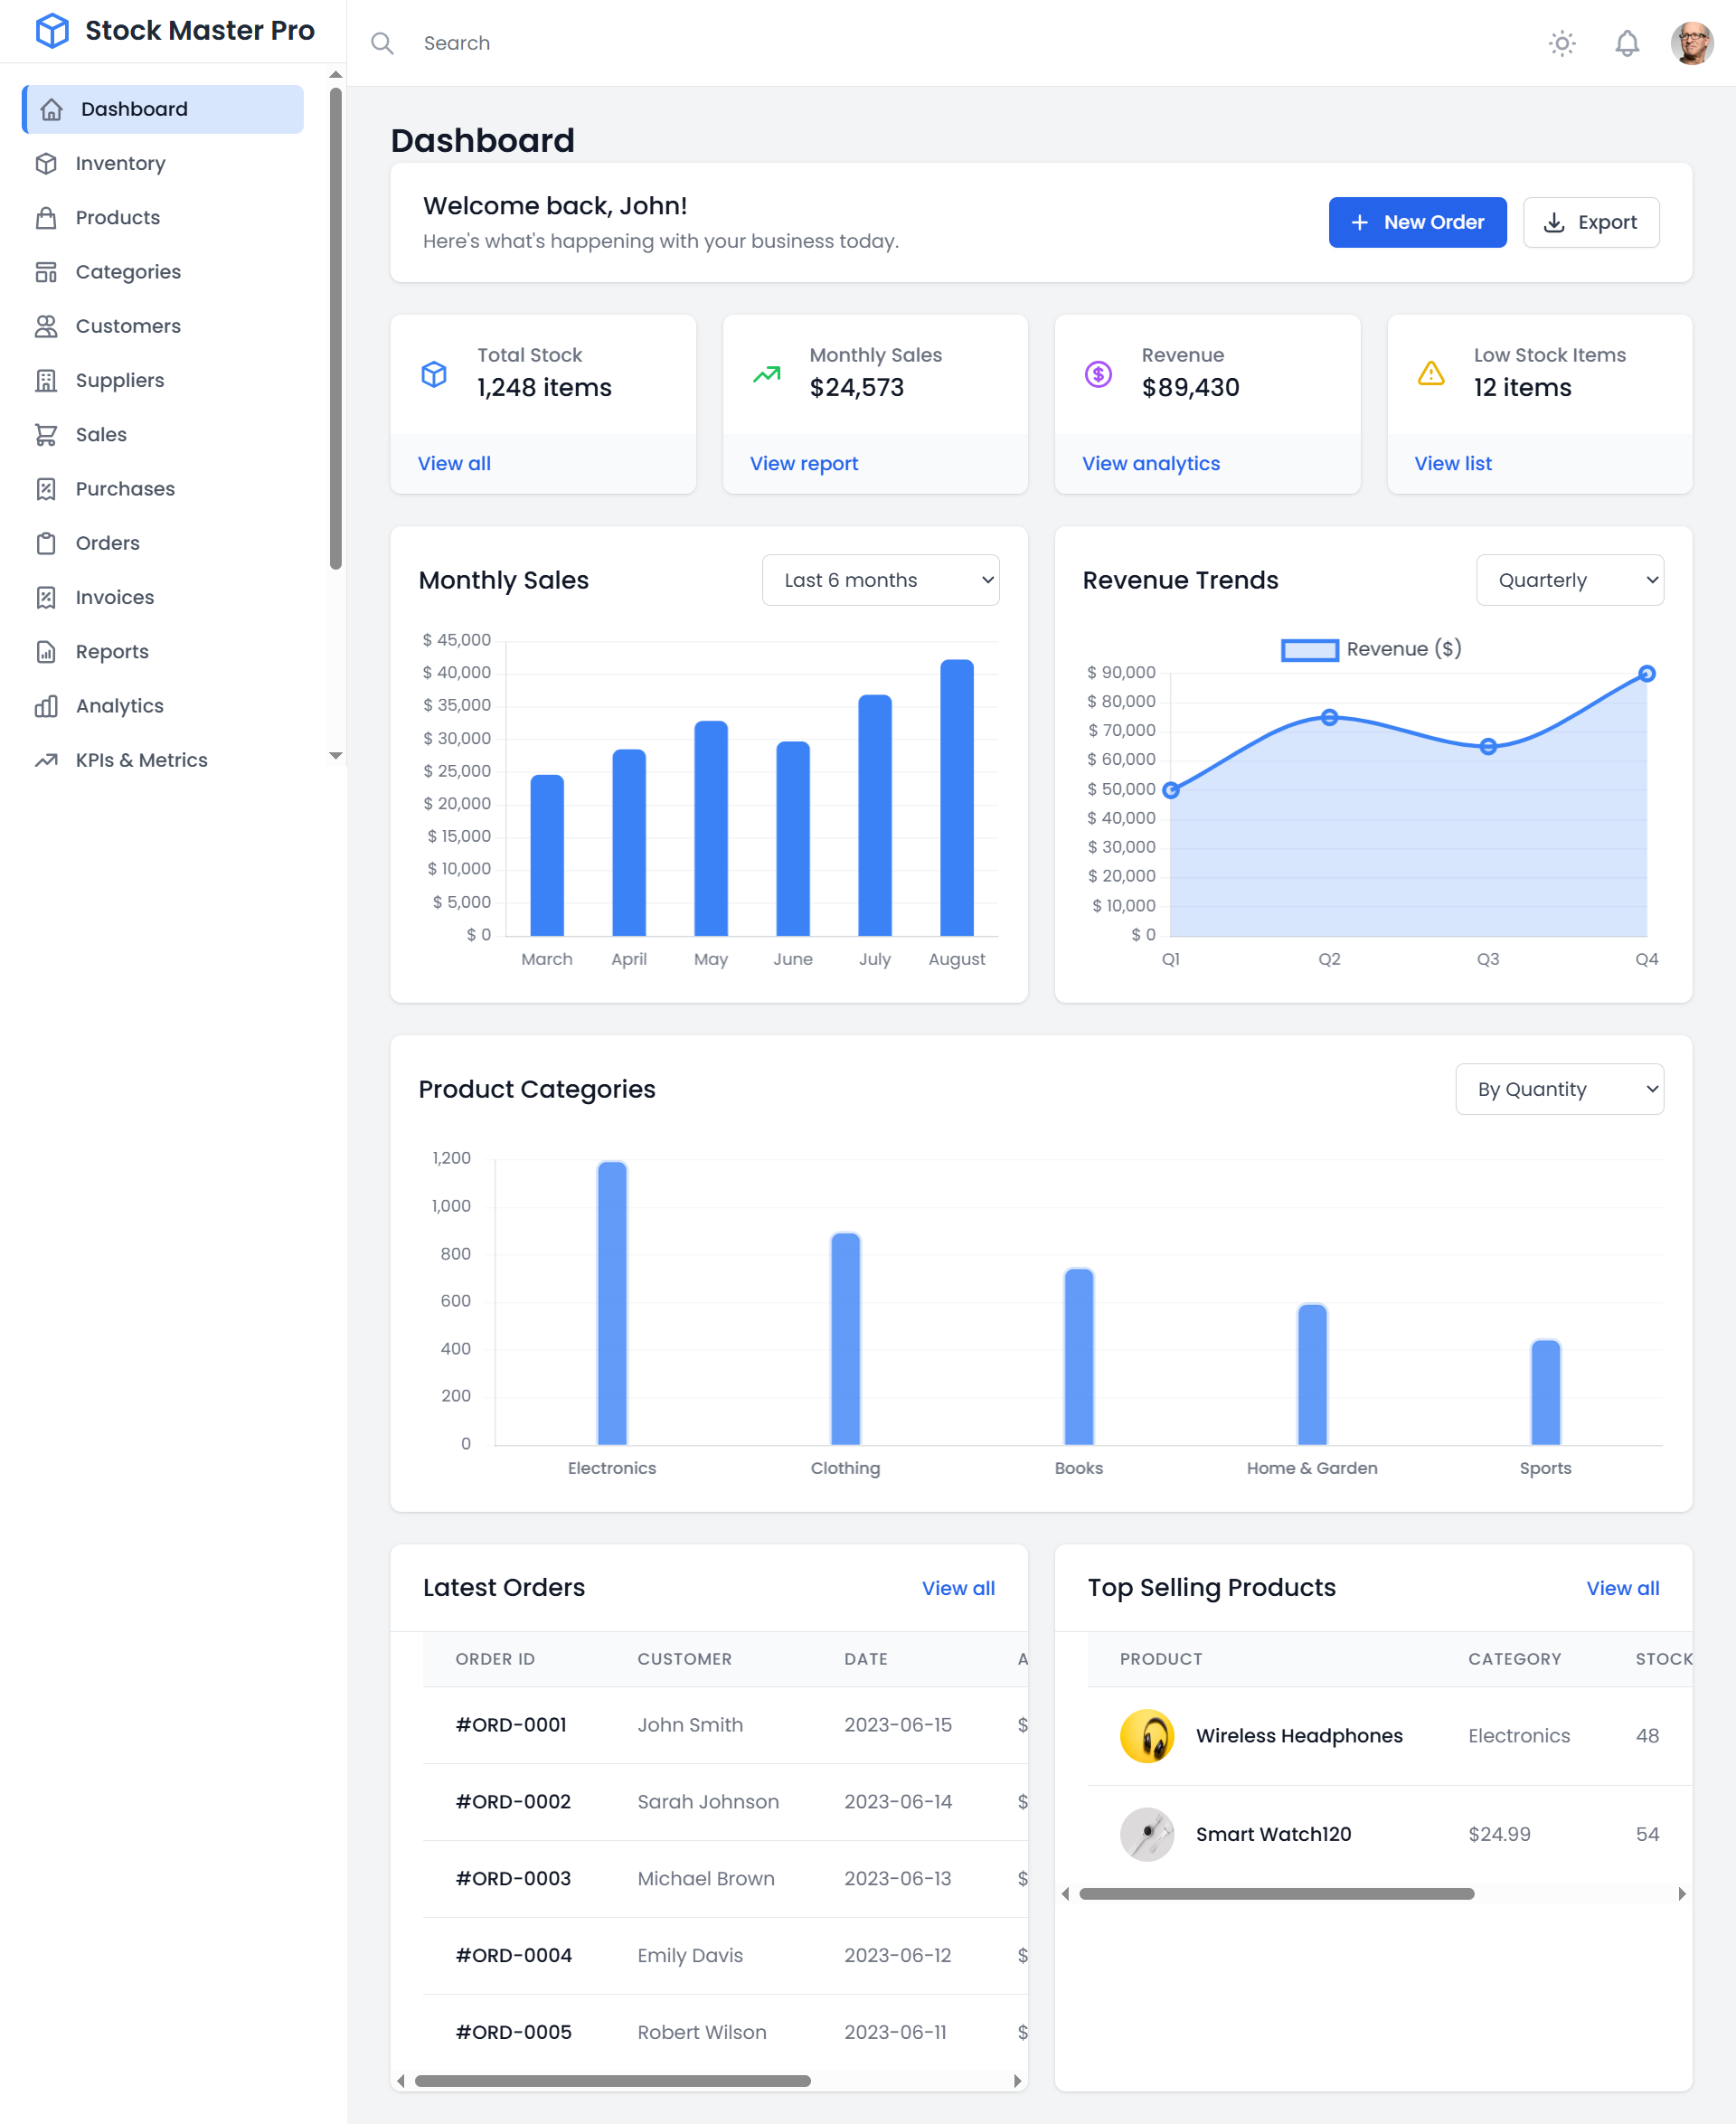 Stock Master Pro
Search
Dashboard
Inventory
Products
Categories
Customers
Suppliers
Sales
Purchases
Orders
Invoices
Reports
Analytics
KPIs & Metrics
Dashboard
Welcome back, John!
Here's what's happening with your business today.
New Order
Export
Total Stock
1,248 items
View all
Monthly Sales
$24,573
View report
Revenue
$89,430
View analytics
Low Stock Items
12 items
View list
Monthly Sales
Last 6 months
$ 45,000
$ 40,000
$ 35,000
$ 30,000
$ 25,000
$ 20,000
$ 15,000
$ 10,000
$ 5,000
$ 0
March April May June July August
Revenue Trends
Quarterly
Revenue ($)
$ 90,000
$ 80,000
$ 70,000
$ 60,000
$ 50,000
$ 40,000
$ 30,000
$ 20,000
$ 10,000
$ 0
Q1 Q2 Q3 Q4
Product Categories
By Quantity
1,200
1,000
800
600
400
200
0
Electronics Clothing Books Home & Garden Sports
Latest Orders
View all
ORDER ID CUSTOMER DATE A
#ORD-0001 John Smith 2023-06-15 $
#ORD-0002 Sarah Johnson 2023-06-14 $
#ORD-0003 Michael Brown 2023-06-13 $
#ORD-0004 Emily Davis 2023-06-12 $
#ORD-0005 Robert Wilson 2023-06-11 $
Top Selling Products
View all
PRODUCT CATEGORY STOCK
Wireless Headphones Electronics 48
Smart Watch120 $24.99 54